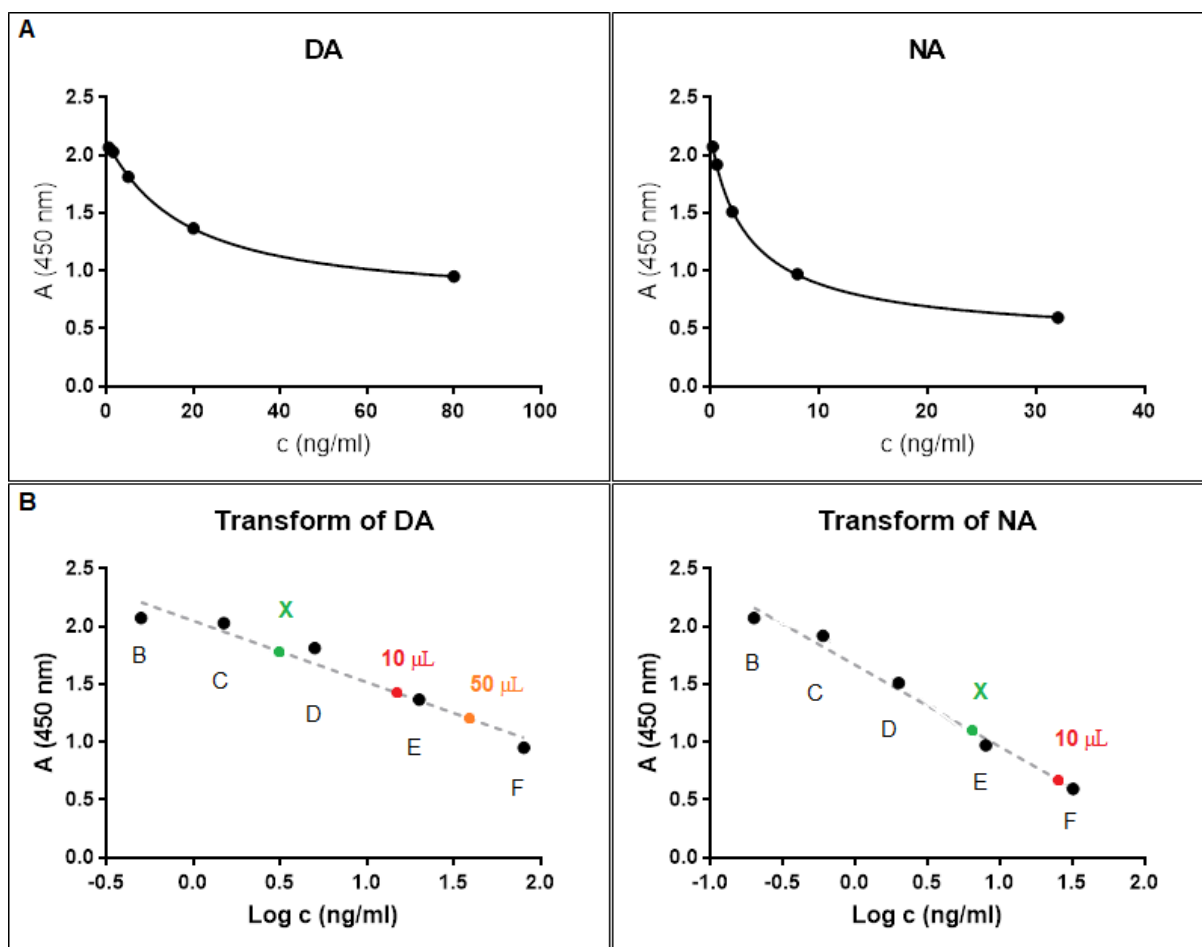 A
DA
2.5
2.0
1.5
1.0
0.5
0.0
A (450 nm)
0 20 40 60 80 100
c (ng/ml)
NA
2.5
2.0
1.5
1.0
0.5
0.0
A (450 nm)
0 10 20 30 40
c (ng/ml)
B
Transform of DA
2.5
2.0
1.5
1.0
0.5
0.0
A (450 nm)
X
10 μL
50 μL
B
C
D
E
F
-0.5 0.0 0.5 1.0 1.5 2.0
Log c (ng/ml)
Transform of NA
2.5
2.0
1.5
1.0
0.5
0.0
A (450 nm)
X
10 μL
B
C
D
E
F
-1.0 -0.5 0.0 0.5 1.0 1.5 2.0
Log c (ng/ml)